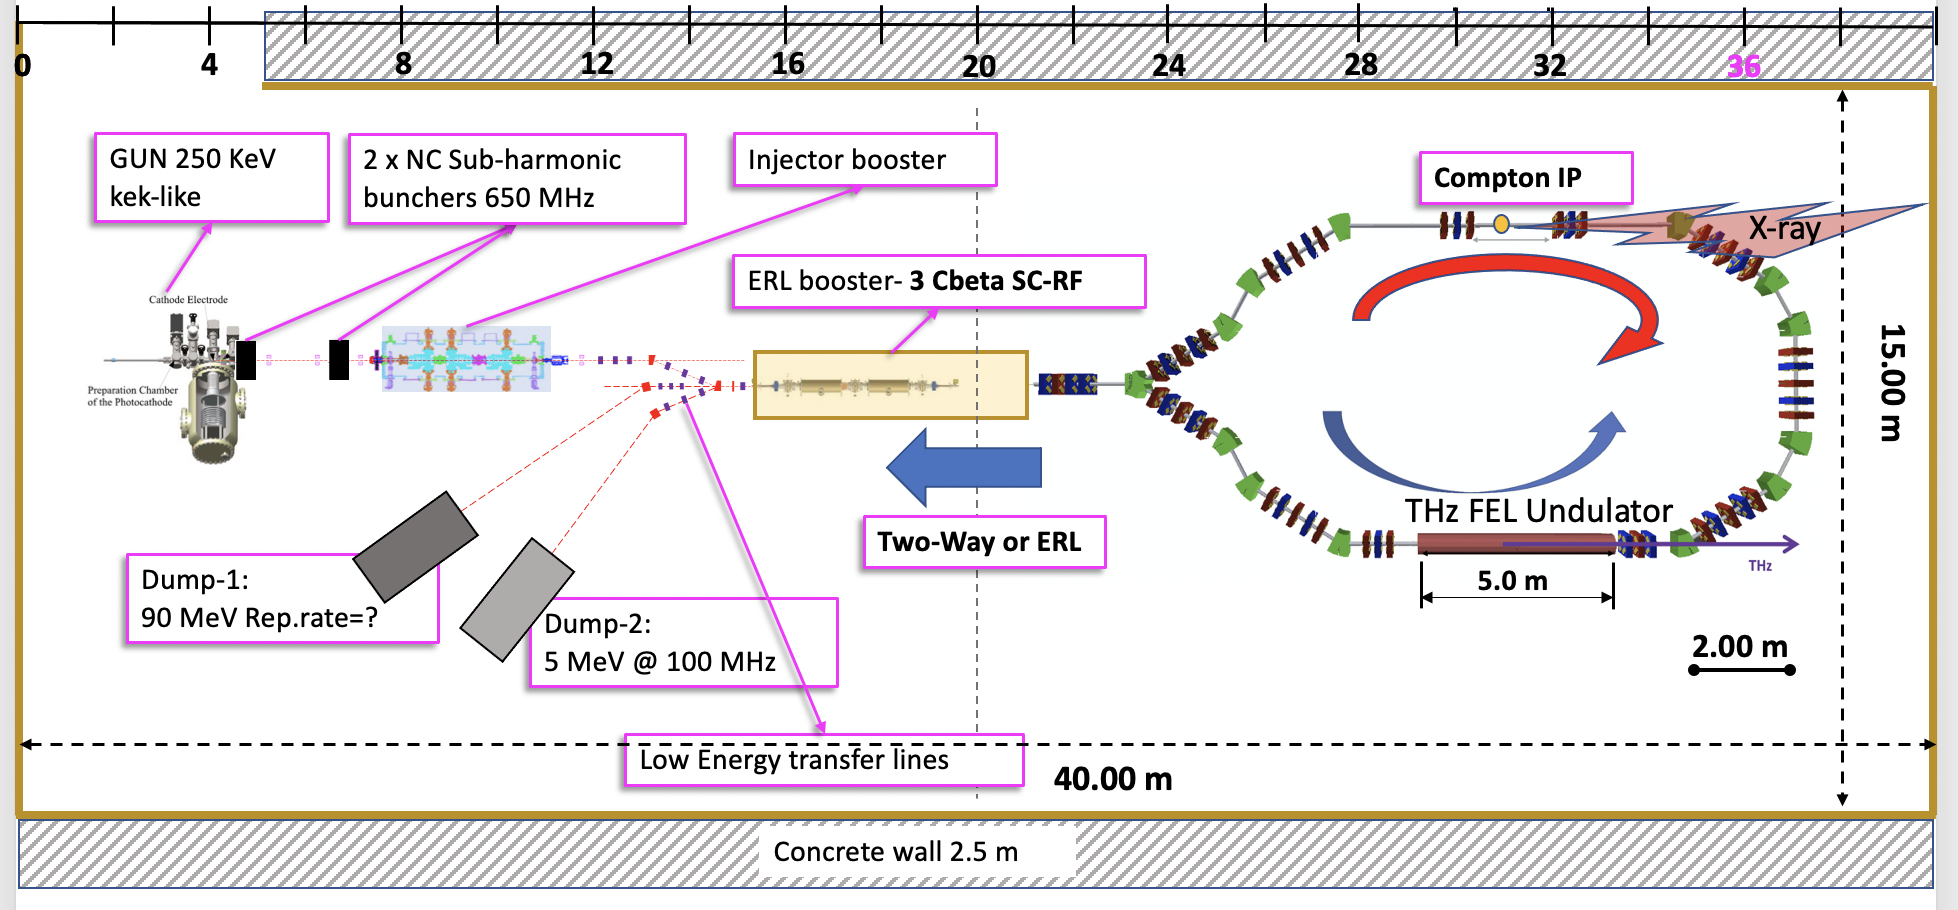 0 4 8 12 16 20 24 28 32 36
GUN 250 KeV
kek-like
2 x NC Sub-harmonic
bunchers 650 MHz
Injector booster
Compton IP
X-ray
ERL booster- 3 Cbeta SC-RF
Cathode Electrode
Preparation Chamber
of the Photocathode
15.00 m
Two-Way or ERL
THz FEL Undulator
THz
5.0 m
Dump-1:
90 MeV Rep.rate=?
Dump-2:
5 MeV @ 100 MHz
2.00 m
Low Energy transfer lines
40.00 m
Concrete wall 2.5 m